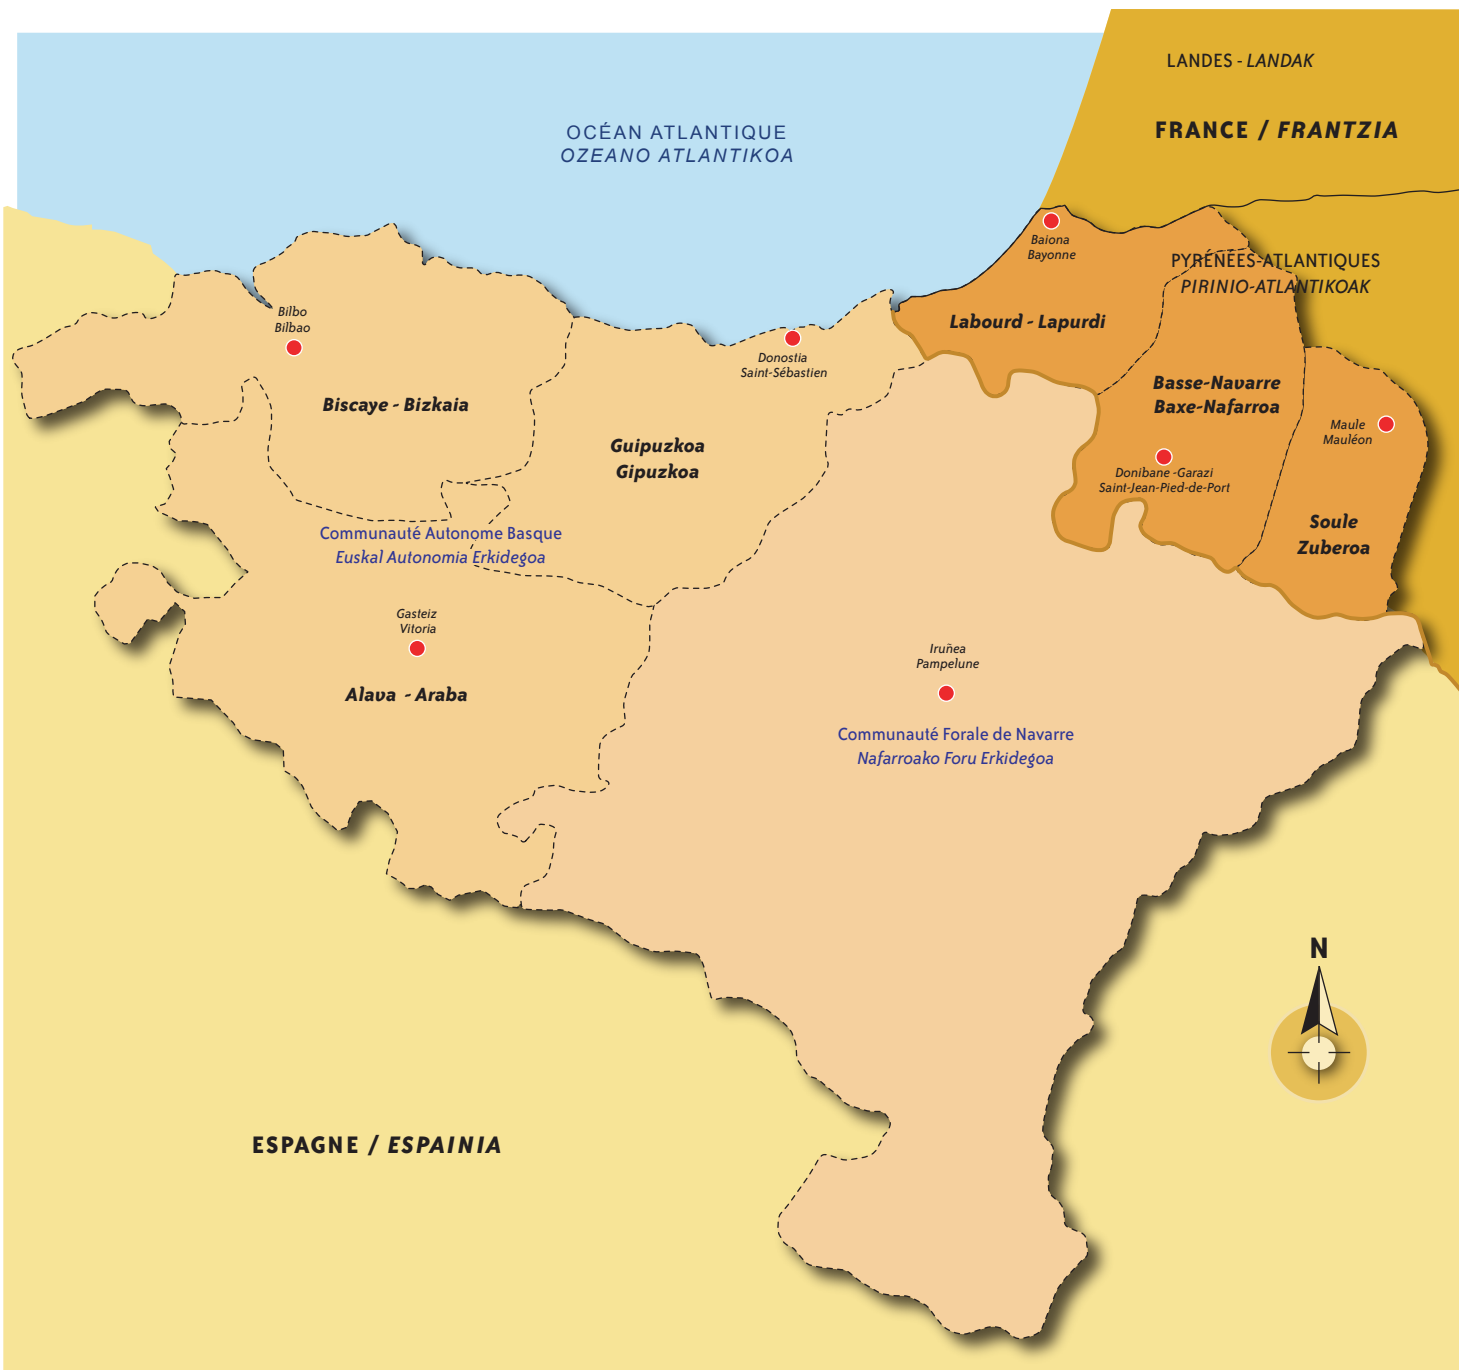 LANDES - LANDAK
FRANCE / FRANTZIA
OCÉAN ATLANTIQUE
OZEANO ATLANTIKOA
Baiona
Bayonne
PYRÉNÉES-ATLANTIQUES
PIRINIO-ATLANTIKOAK
Bilbo
Bilbao
Labourd - Lapurdi
Donostia
Saint-Sébastien
Biscaye - Bizkaia
Basse-Navarre
Baxe-Nafarroa
Maule
Mauléon
Guipuzkoa
Gipuzkoa
Donibane -Garazi
Saint-Jean-Pied-de-Port
Soule
Zuberoa
Communauté Autonome Basque
Euskal Autonomia Erkidegoa
Gasteiz
Vitoria
Iruñea
Pampelune
Alava - Araba
Communauté Forale de Navarre
Nafarroako Foru Erkidegoa
N
ESPAGNE / ESPAINIA